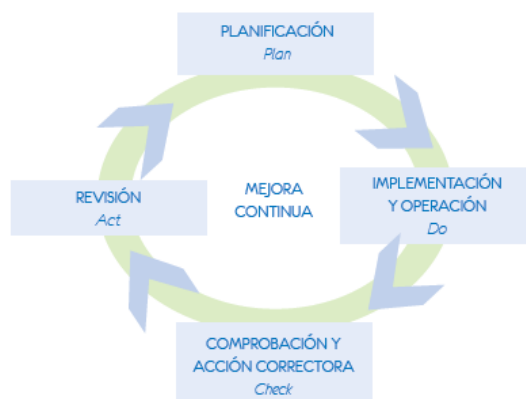 PLANIFICACIÓN
Plan
IMPLEMENTACIÓN
Y OPERACIÓN
Do
COMPROBACIÓN Y
ACCIÓN CORRECTORA
Check
REVISIÓN
Act
MEJORA
CONTINUA